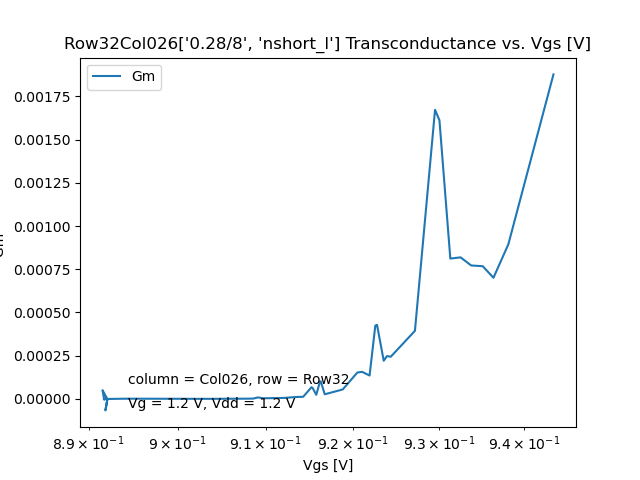 Row32Col026['0.28/8', 'nshort_l'] Transconductance vs. Vgs [V]
Gm
0.00175
0.00150
0.00125
0.00100
0.00075
0.00050
0.00025
0.00000
Gm
column = Col026, row = Row32
Vg = 1.2 V, Vdd = 1.2 V
8.9 × 10⁻¹ 9 × 10⁻¹ 9.1 × 10⁻¹ 9.2 × 10⁻¹ 9.3 × 10⁻¹ 9.4 × 10⁻¹
Vgs [V]